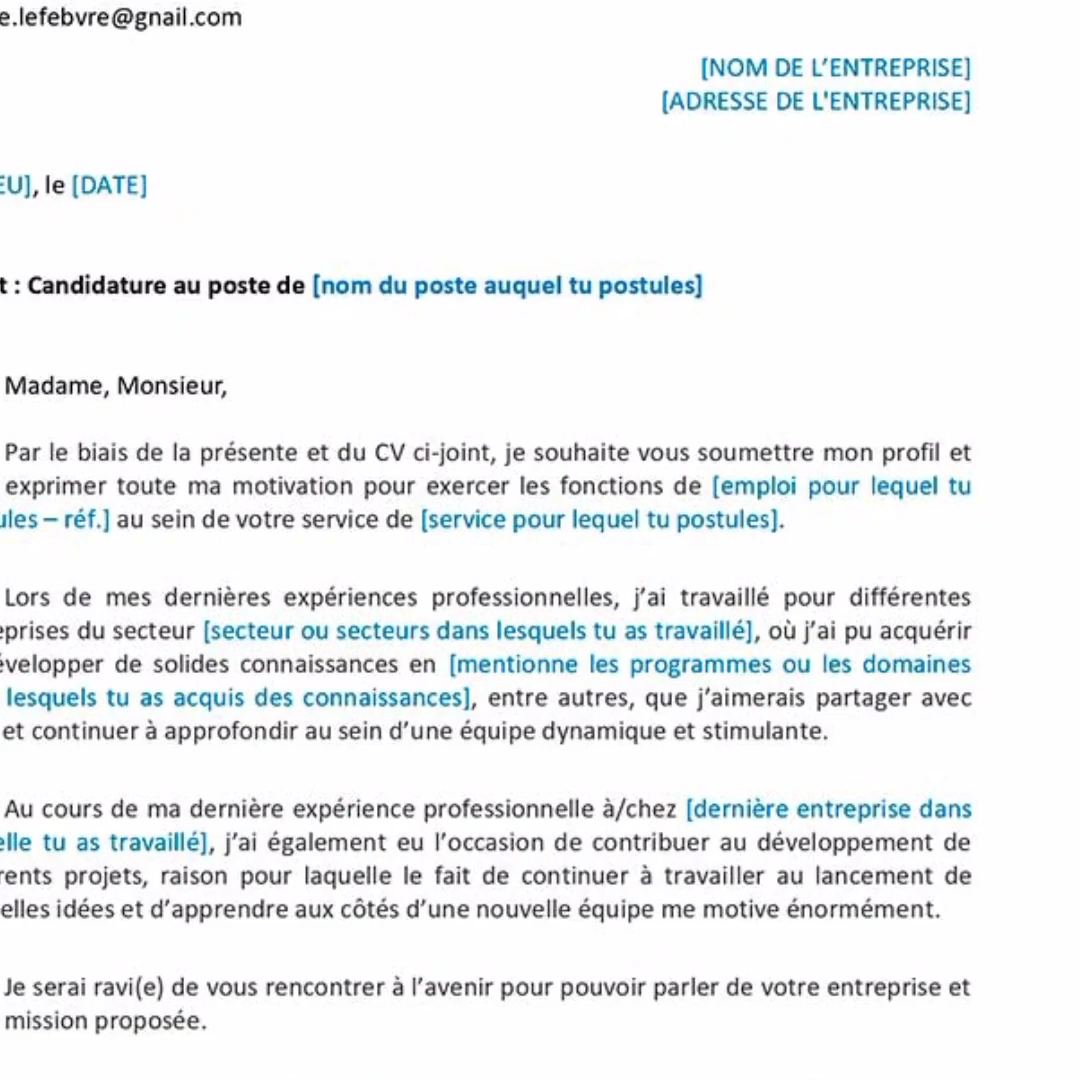 e.lefebvre@gnail.com
[NOM DE L’ENTREPRISE]
[ADRESSE DE L'ENTREPRISE]
EU], le [DATE]
t : Candidature au poste de [nom du poste auquel tu postules]
Madame, Monsieur,
Par le biais de la présente et du CV ci-joint, je souhaite vous soumettre mon profil et
exprimer toute ma motivation pour exercer les fonctions de [emploi pour lequel tu
ules – réf.] au sein de votre service de [service pour lequel tu postules].
Lors de mes dernières expériences professionnelles, j’ai travaillé pour différentes
eprises du secteur [secteur ou secteurs dans lesquels tu as travaillé], où j’ai pu acquérir
évelopper de solides connaissances en [mentionne les programmes ou les domaines
lesquels tu as acquis des connaissances], entre autres, que j’aimerais partager avec
et continuer à approfondir au sein d’une équipe dynamique et stimulante.
Au cours de ma dernière expérience professionnelle à/chez [dernière entreprise dans
elle tu as travaillé], j’ai également eu l’occasion de contribuer au développement de
rents projets, raison pour laquelle le fait de continuer à travailler au lancement de
elles idées et d’apprendre aux côtés d’une nouvelle équipe me motive énormément.
Je serai ravi(e) de vous rencontrer à l’avenir pour pouvoir parler de votre entreprise et
mission proposée.